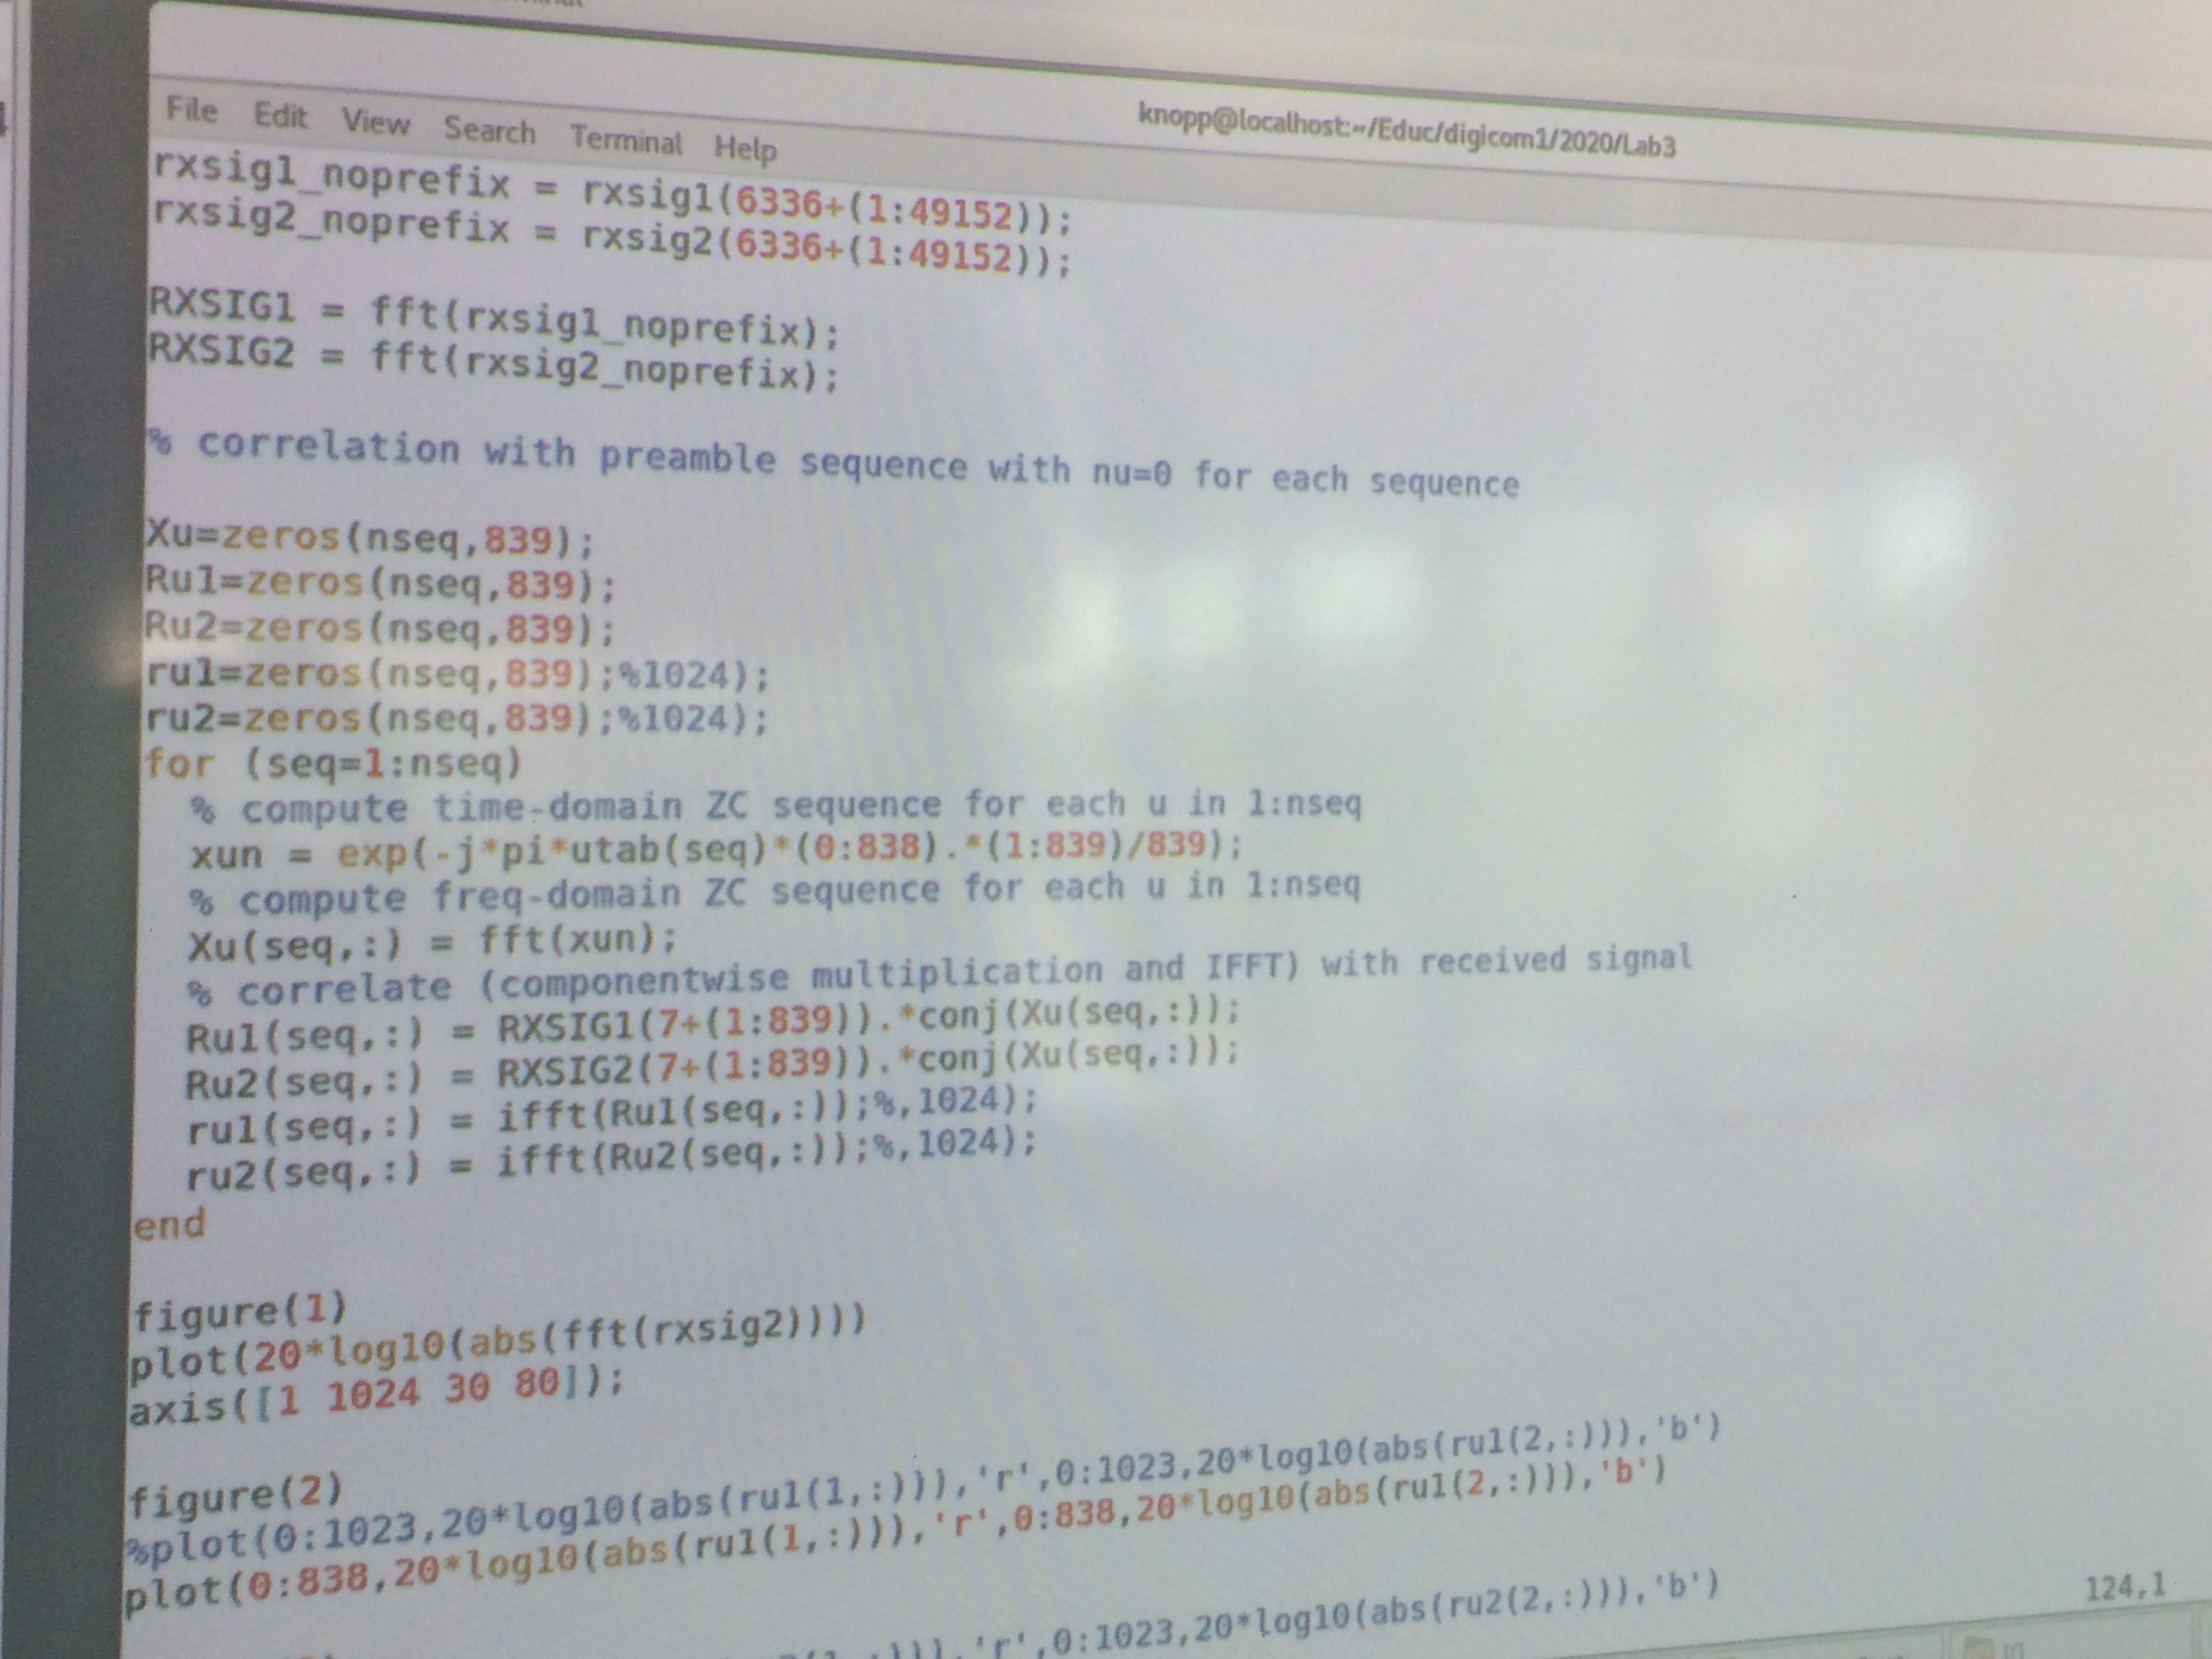 File Edit View Search Terminal Help
knopp@localhost:~/Educ/digicom1/2020/Lab3
rxsig1_noprefix = rxsig1(6336+(1:49152));
rxsig2_noprefix = rxsig2(6336+(1:49152));
RXSIG1 = fft(rxsig1_noprefix);
RXSIG2 = fft(rxsig2_noprefix);
% correlation with preamble sequence with nu=0 for each sequence
Xu=zeros(nseq,839);
Ru1=zeros(nseq,839);
Ru2=zeros(nseq,839);
ru1=zeros(nseq,839);%1024);
ru2=zeros(nseq,839);%1024);
for (seq=1:nseq)
% compute time-domain ZC sequence for each u in 1:nseq
xun = exp(-j*pi*utab(seq)*(0:838).*(1:839)/839);
% compute freq-domain ZC sequence for each u in 1:nseq
Xu(seq,:) = fft(xun);
% correlate (componentwise multiplication and IFFT) with received signal
Ru1(seq,:) = RXSIG1(7+(1:839)).*conj(Xu(seq,:));
Ru2(seq,:) = RXSIG2(7+(1:839)).*conj(Xu(seq,:));
ru1(seq,:) = ifft(Ru1(seq,:));%,1024);
ru2(seq,:) = ifft(Ru2(seq,:));%,1024);
end
figure(1)
plot(20*log10(abs(fft(rxsig2))))
axis([1 1024 30 80]);
figure(2)
%plot(0:1023,20*log10(abs(ru1(1,:))),'r',0:1023,20*log10(abs(ru1(2,:))),'b')
plot(0:838,20*log10(abs(ru1(1,:))),'r',0:838,20*log10(abs(ru1(2,:))),'b')
'r',0:1023,20*log10(abs(ru2(2,:))),'b')
124,1